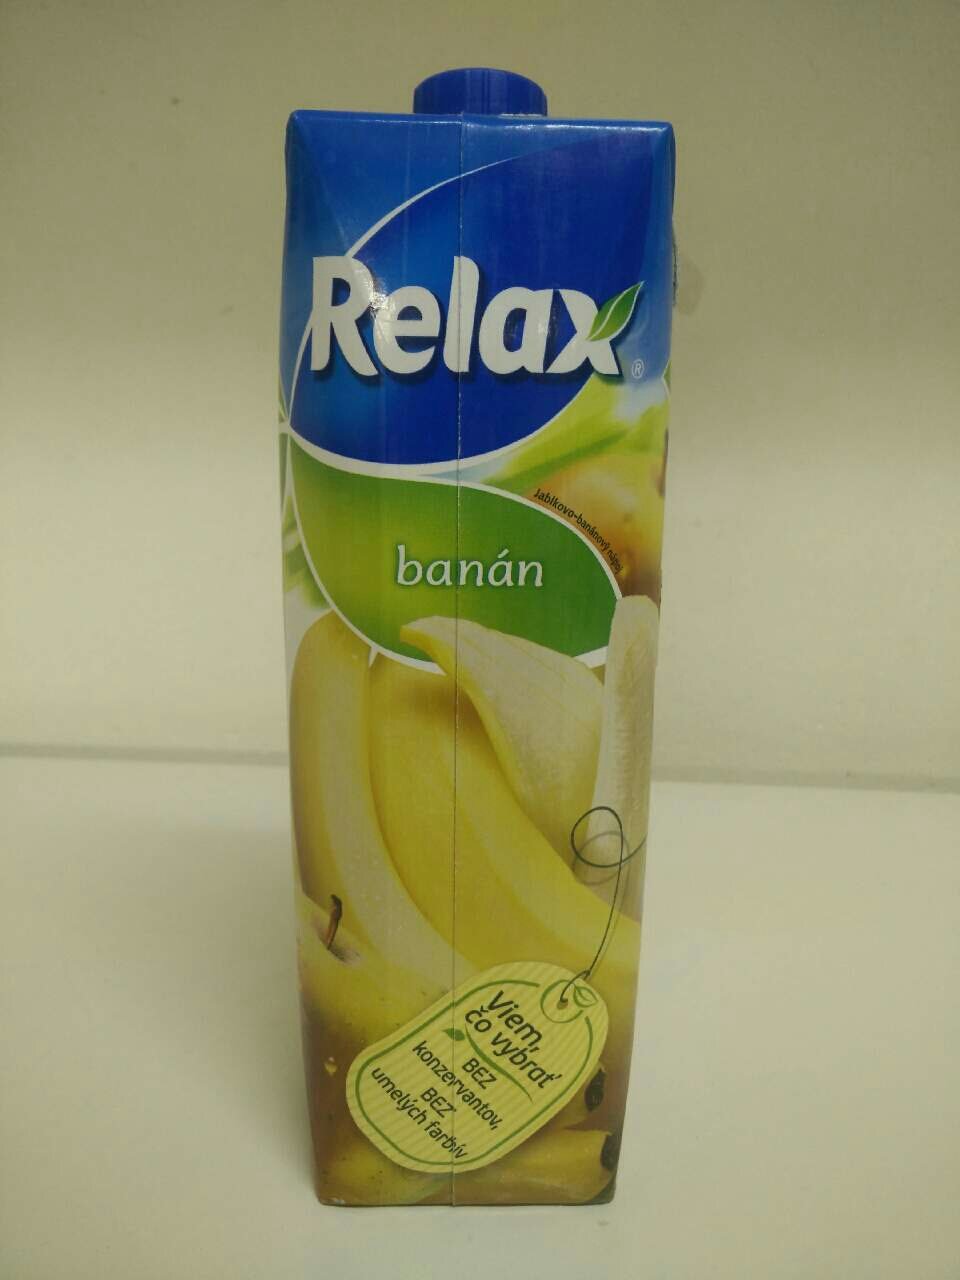 Relax
®
Jablkovo-banánový nápoj
banán
Viem,
čo vybrať
BEZ
konzervantov,
BEZ
umelých farbív